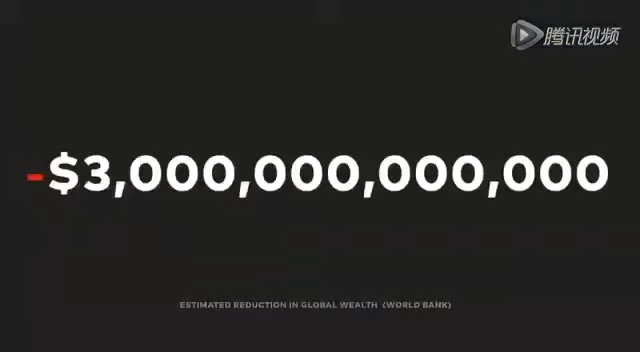 腾讯视频
-$3,000,000,000,000
ESTIMATED REDUCTION IN GLOBAL WEALTH (WORLD BANK)